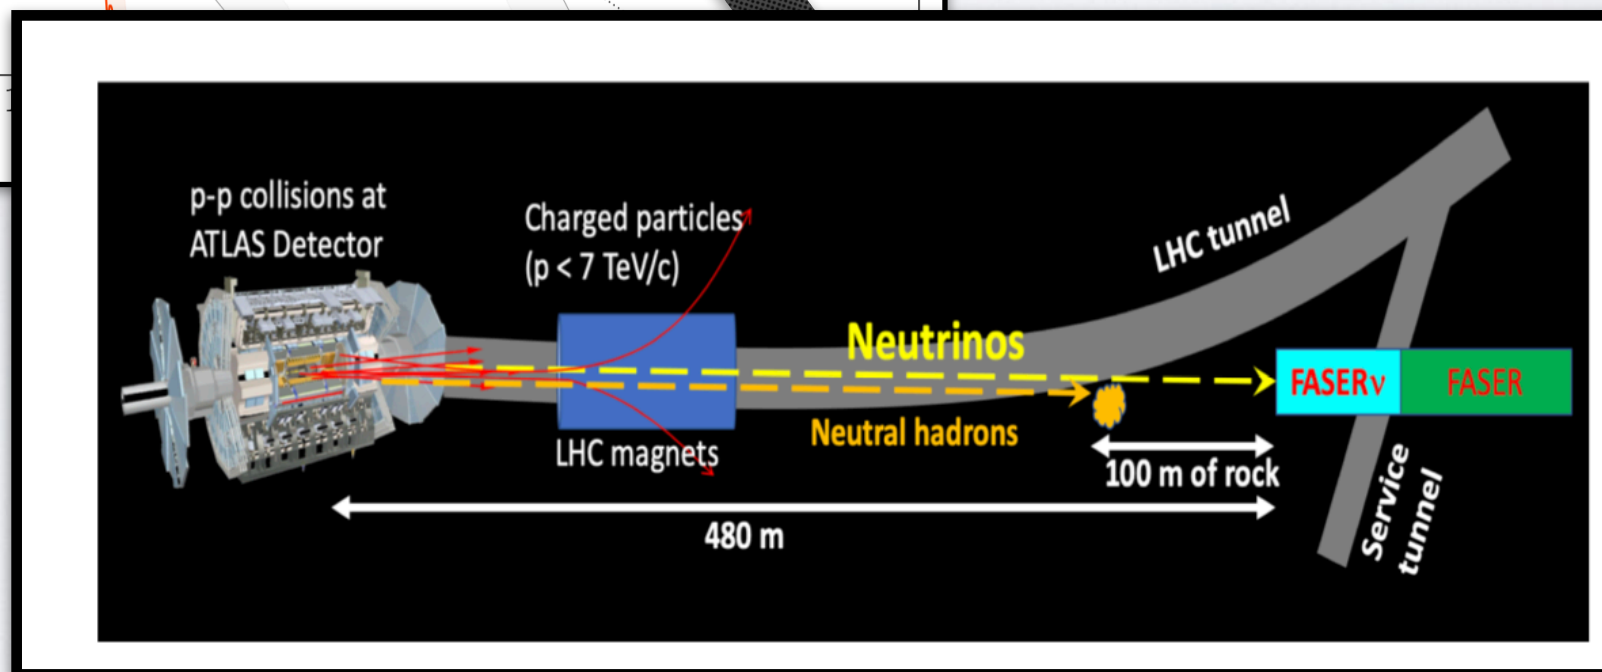 p-p collisions at
ATLAS Detector
Charged particles
(p < 7 TeV/c)
LHC tunnel
Neutrinos
FASERν
FASER
Neutral hadrons
LHC magnets
100 m of rock
480 m
Service
tunnel